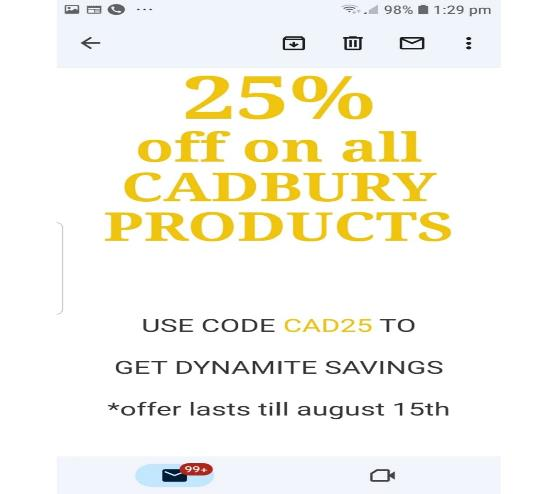 98% 1:29 pm
25%
off on all
CADBURY
PRODUCTS
USE CODE CAD25 TO
GET DYNAMITE SAVINGS
*offer lasts till august 15th
99+